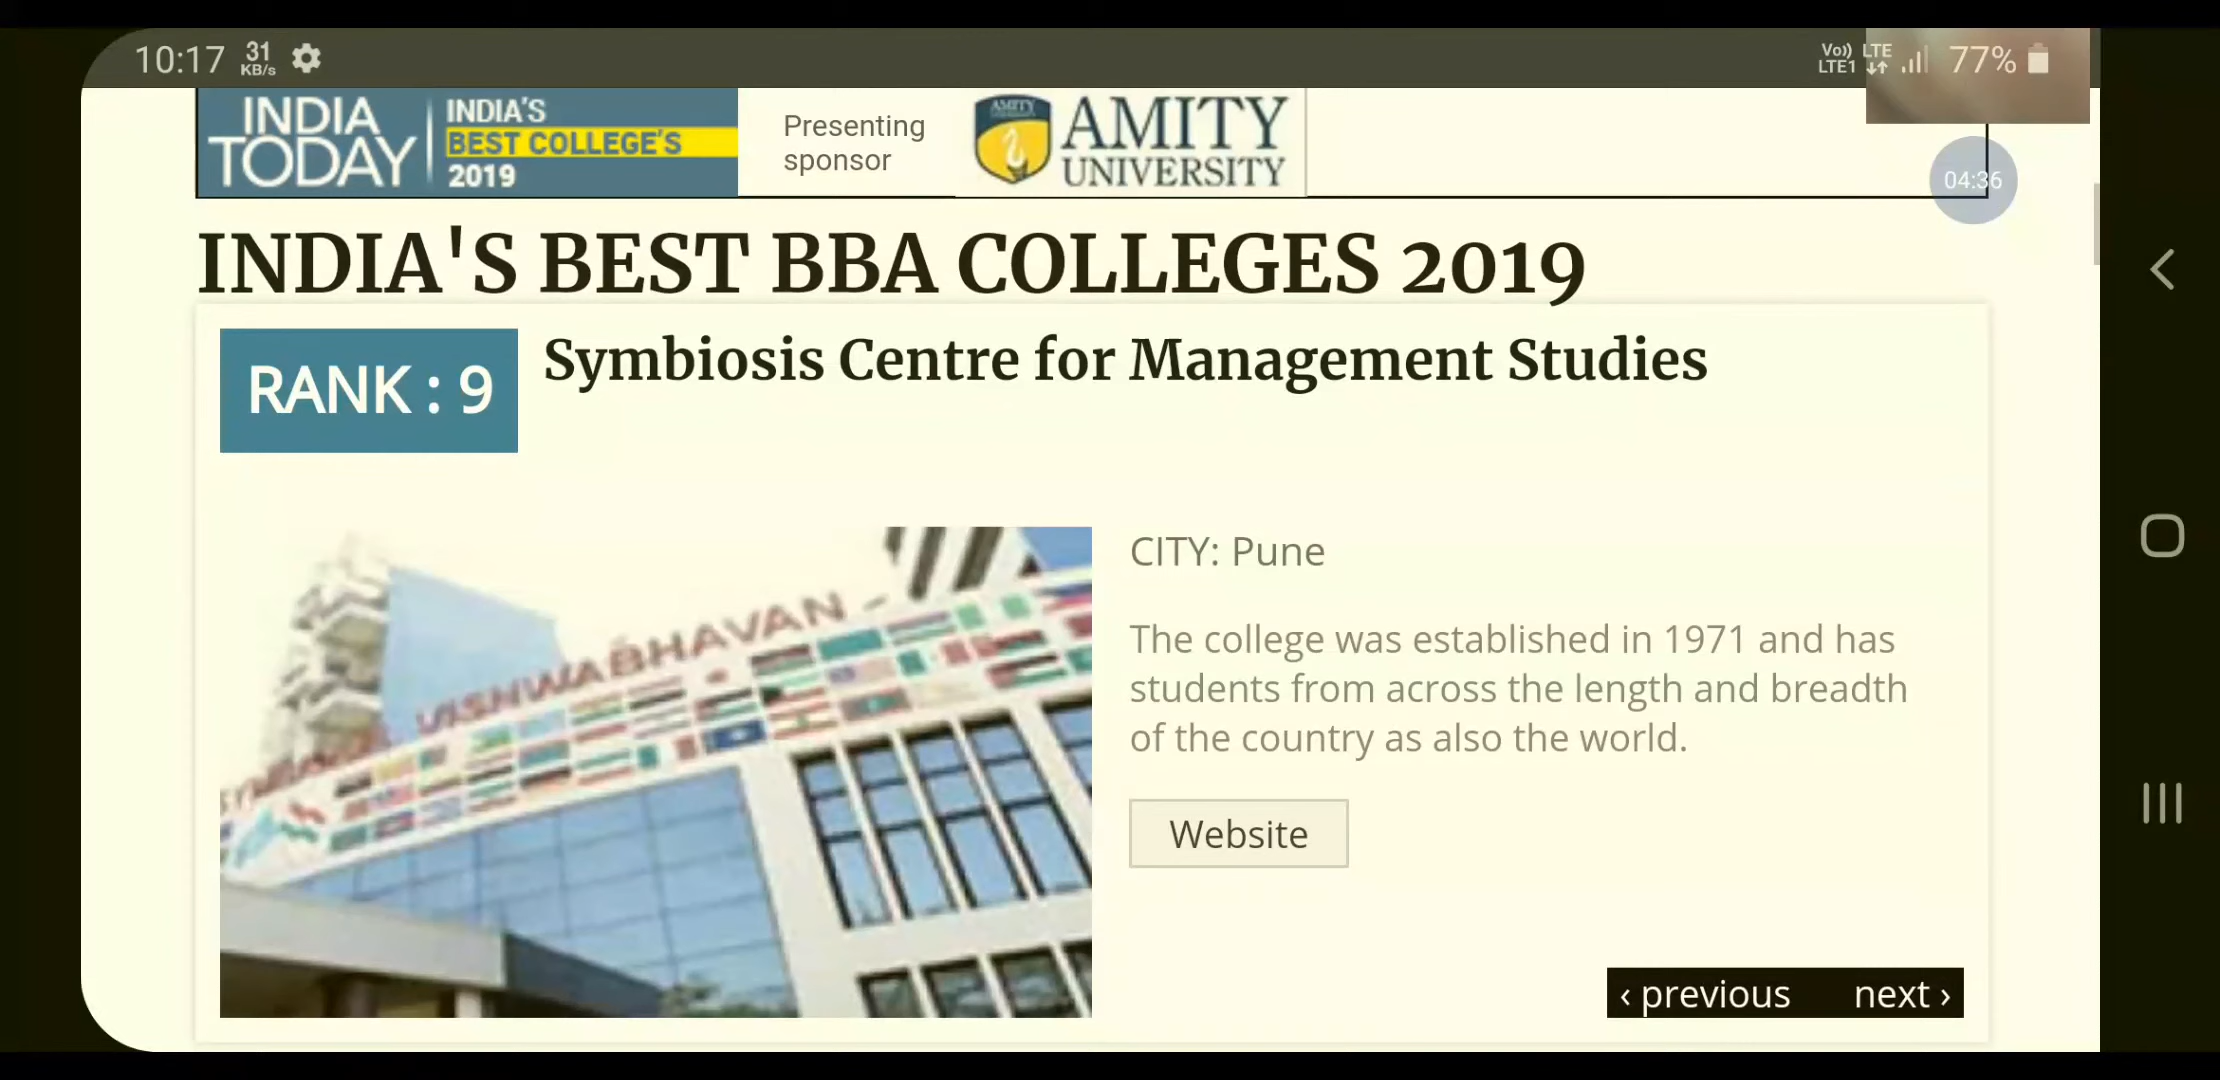 10:17 31 KB/s
Vo)) LTE1 LTE 77%
INDIA TODAY
INDIA'S
BEST COLLEGE'S
2019
Presenting
sponsor
AMITY
AMITY
UNIVERSITY
04:36
INDIA'S BEST BBA COLLEGES 2019
RANK : 9
Symbiosis Centre for Management Studies
VISHWABHAVAN
CITY: Pune
The college was established in 1971 and has
students from across the length and breadth
of the country as also the world.
Website
‹ previous
next ›